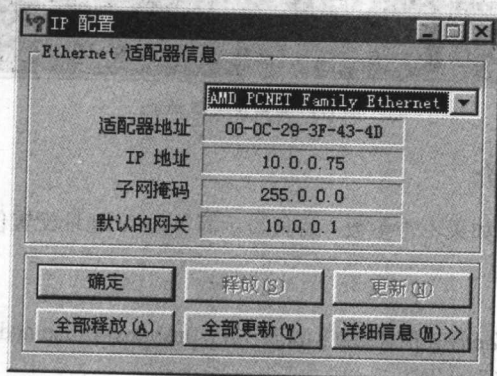 IP 配置
Ethernet 适配器信息
AMD PCNET Family Ethernet
适配器地址 00-0C-29-3F-43-4D
IP 地址 10.0.0.75
子网掩码 255.0.0.0
默认的网关 10.0.0.1
确定 释放(S) 更新(N)
全部释放(A) 全部更新(W) 详细信息(M)>>